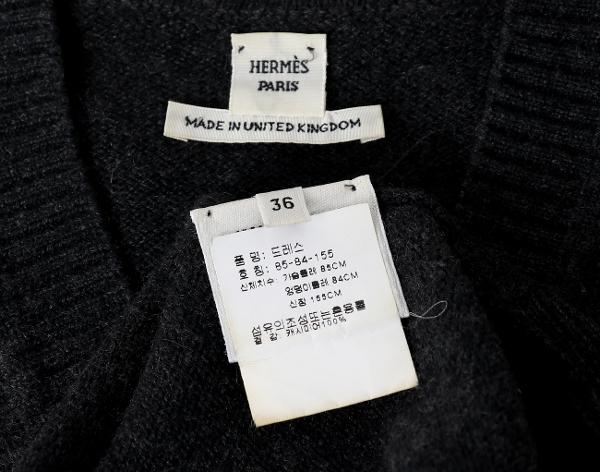 HERMÈS
PARIS
MADE IN UNITED KINGDOM
36
품 명: 드레스
호 칭: 85-84-155
신체치수: 가슴둘레 85CM
엉덩이둘레 84CM
신장 155CM
섬유의조성또는혼용률
겉 감: 캐시미어100%